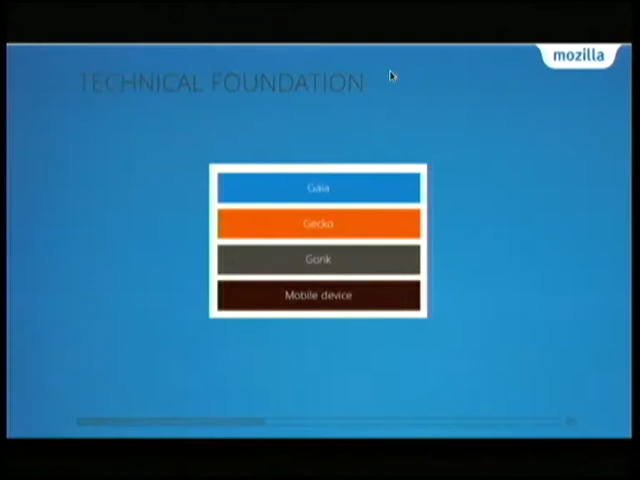 mozilla
TECHNICAL FOUNDATION
Gaia
Gecko
Gonk
Mobile device